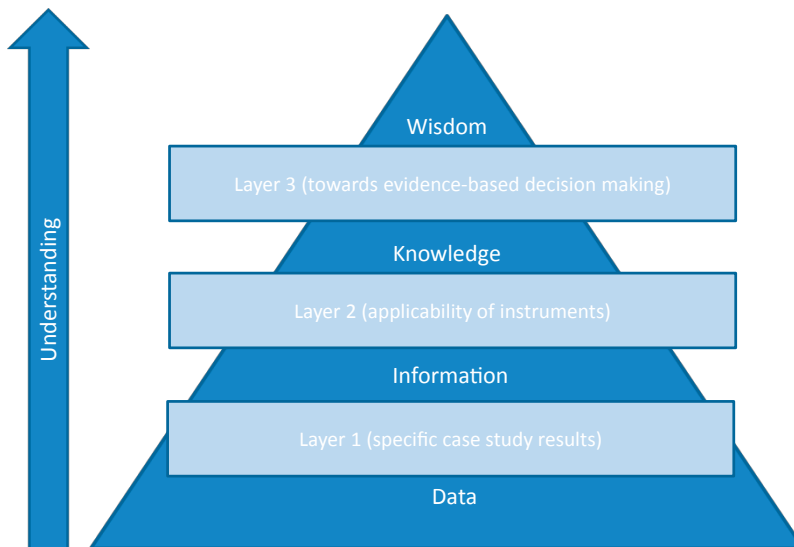 Wisdom
Layer 3 (towards evidence-based decision making)
Knowledge
Layer 2 (applicability of instruments)
Information
Layer 1 (specific case study results)
Data
Understanding